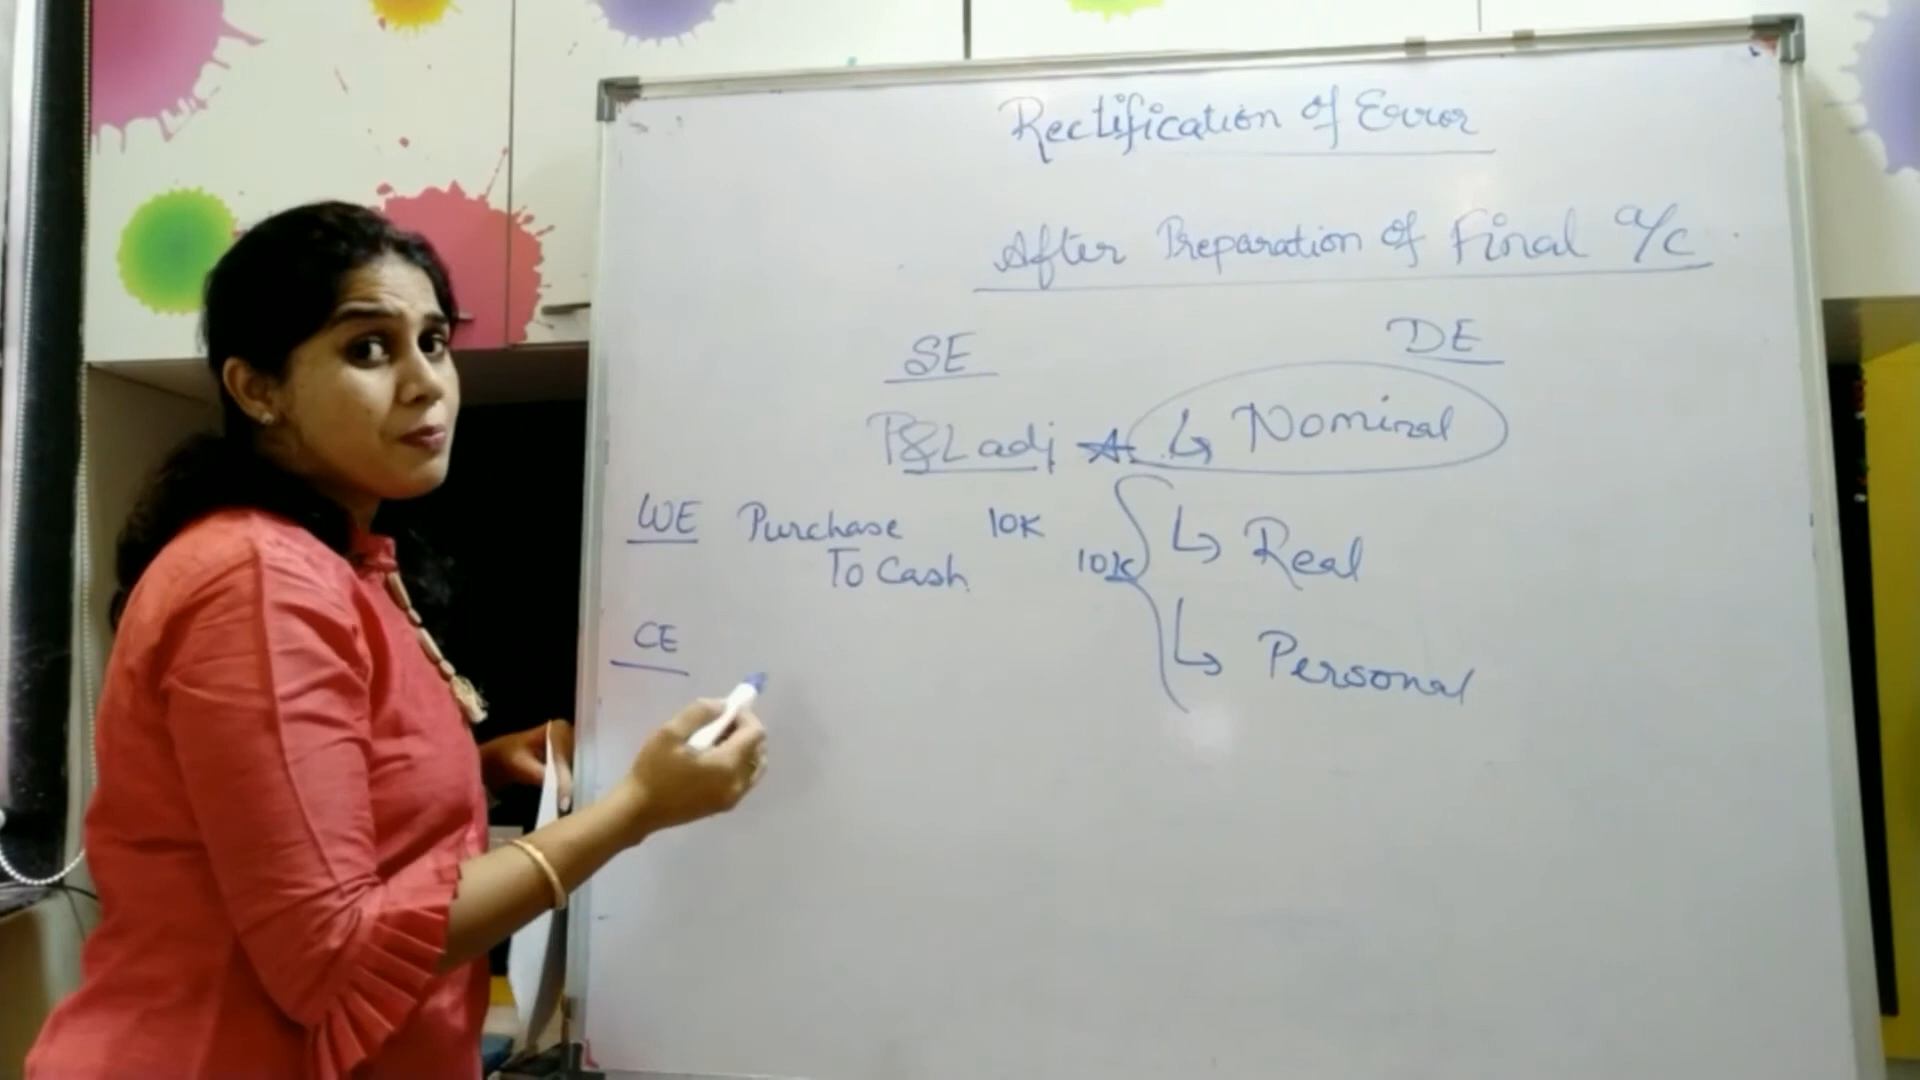 Rectification of Error
After Preparation of Final a/c
SE DE
P&L adj ↳ Nominal
WE Purchase 10K ↳ Real
To Cash 10K
CE ↳ Personal